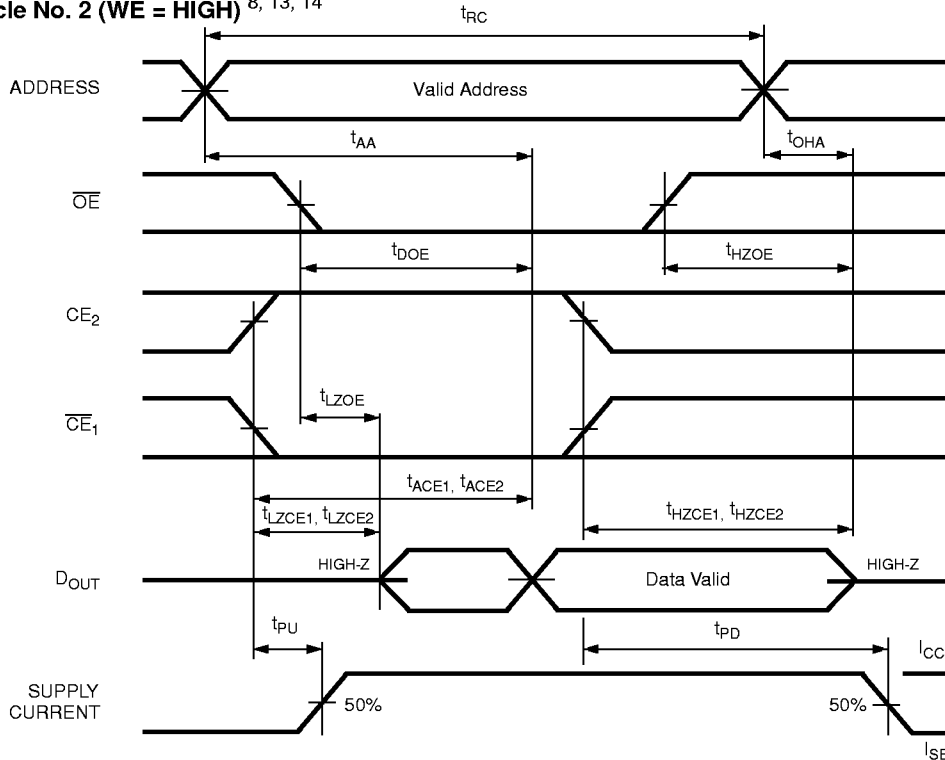 cle No. 2 (WE = HIGH) 8, 13, 14
tRC
ADDRESS
Valid Address
tAA
tOHA
OE
tDOE
tHZOE
CE2
tLZOE
CE1
tACE1, tACE2
tLZCE1, tLZCE2
tHZCE1, tHZCE2
HIGH-Z
HIGH-Z
DOUT
Data Valid
tPU
tPD
ICC
SUPPLY
CURRENT
50%
50%
ISB